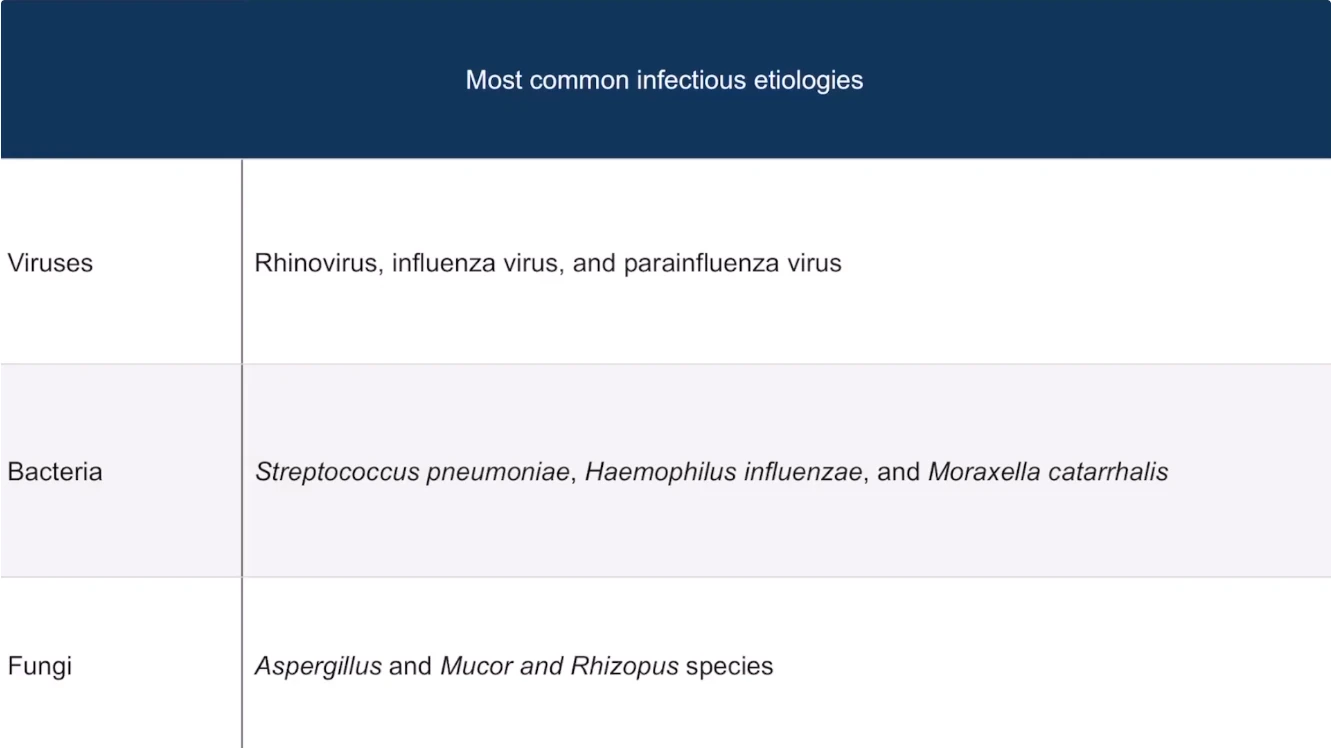 Most common infectious etiologies
Viruses
Rhinovirus, influenza virus, and parainfluenza virus
Bacteria
Streptococcus pneumoniae, Haemophilus influenzae, and Moraxella catarrhalis
Fungi
Aspergillus and Mucor and Rhizopus species